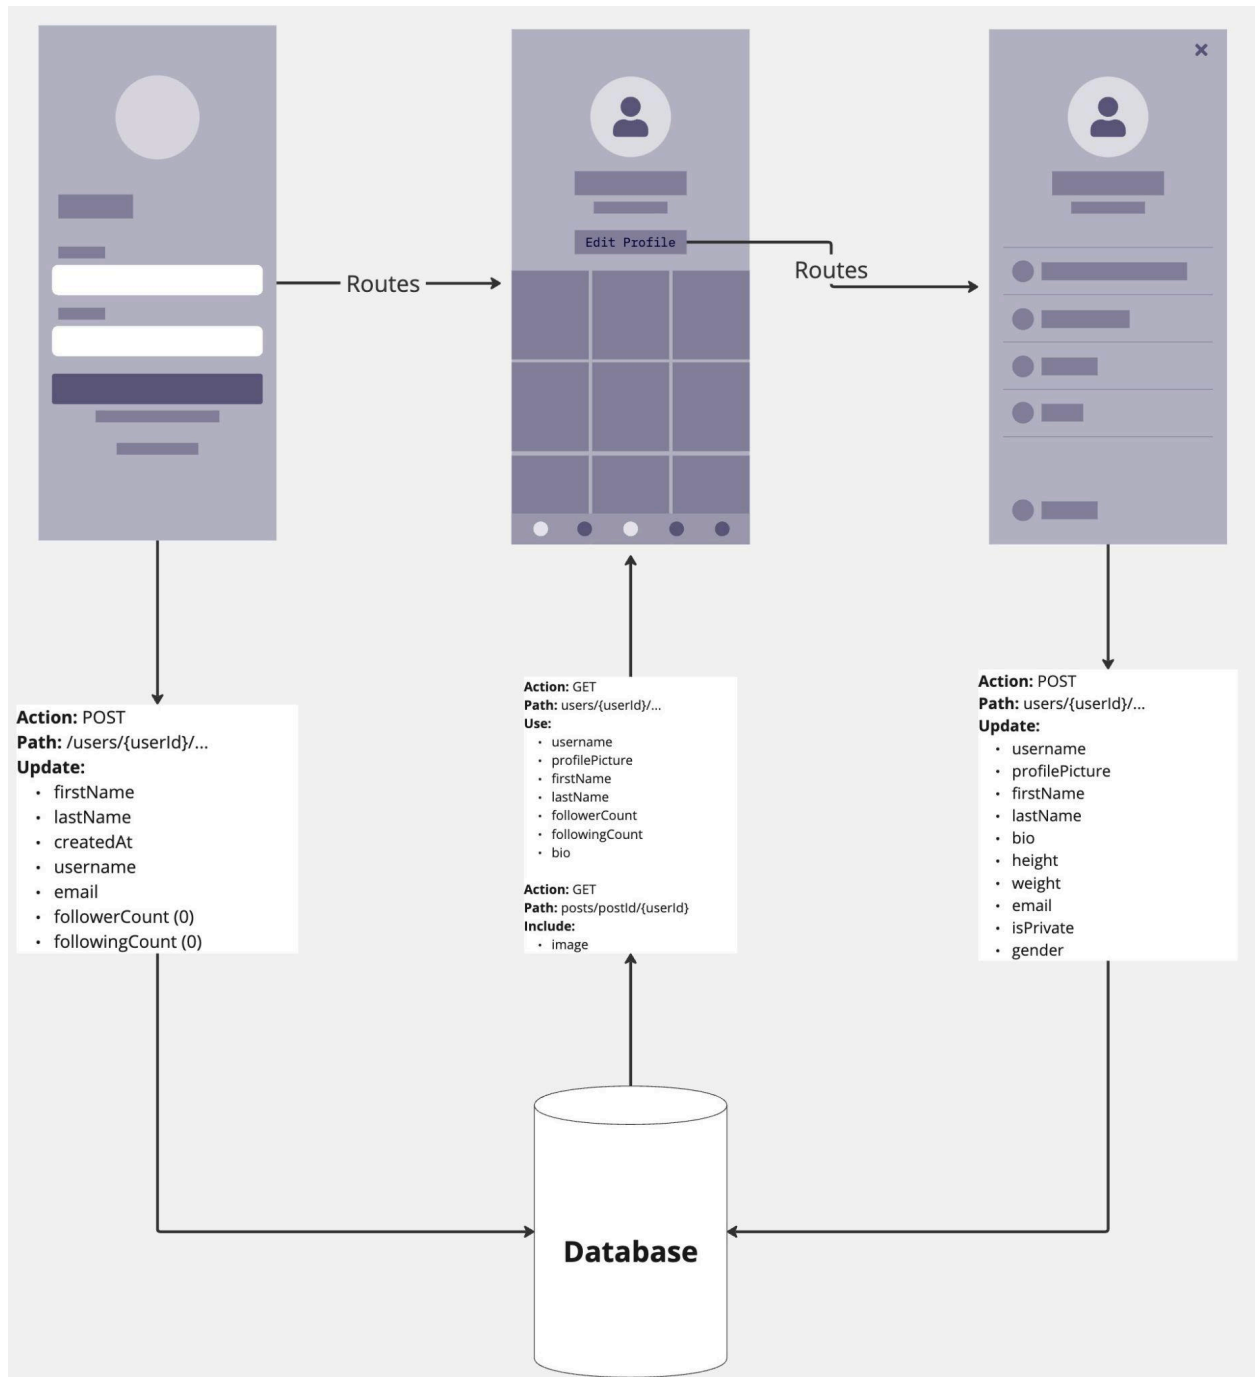 Edit Profile
Routes
Routes
Action: POST
Path: /users/{userId}/...
Update:
• firstName
• lastName
• createdAt
• username
• email
• followerCount (0)
• followingCount (0)
Action: GET
Path: users/{userId}/...
Use:
• username
• profilePicture
• firstName
• lastName
• followerCount
• followingCount
• bio
Action: GET
Path: posts/postId/{userId}
Include:
• image
Action: POST
Path: users/{userId}/...
Update:
• username
• profilePicture
• firstName
• lastName
• bio
• height
• weight
• email
• isPrivate
• gender
Database